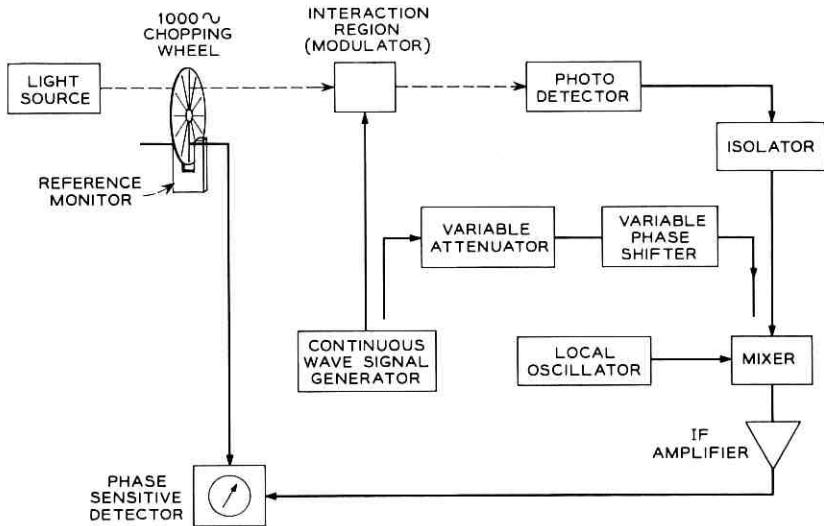 1000~
CHOPPING
WHEEL
INTERACTION
REGION
(MODULATOR)
LIGHT
SOURCE
PHOTO
DETECTOR
ISOLATOR
REFERENCE
MONITOR
VARIABLE
ATTENUATOR
VARIABLE
PHASE
SHIFTER
CONTINUOUS
WAVE SIGNAL
GENERATOR
LOCAL
OSCILLATOR
MIXER
IF
AMPLIFIER
PHASE
SENSITIVE
DETECTOR